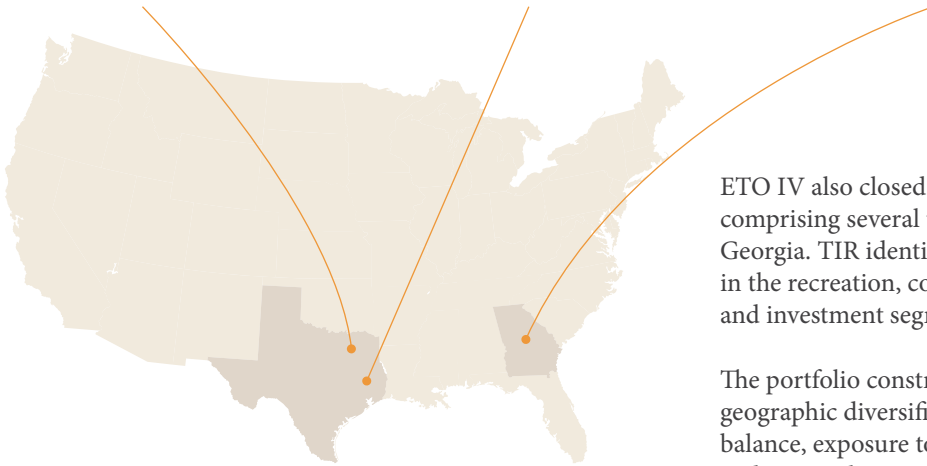 ETO IV also closed
comprising several
Georgia. TIR identi
in the recreation, co
and investment segr
The portfolio constr
geographic diversifi
balance, exposure to